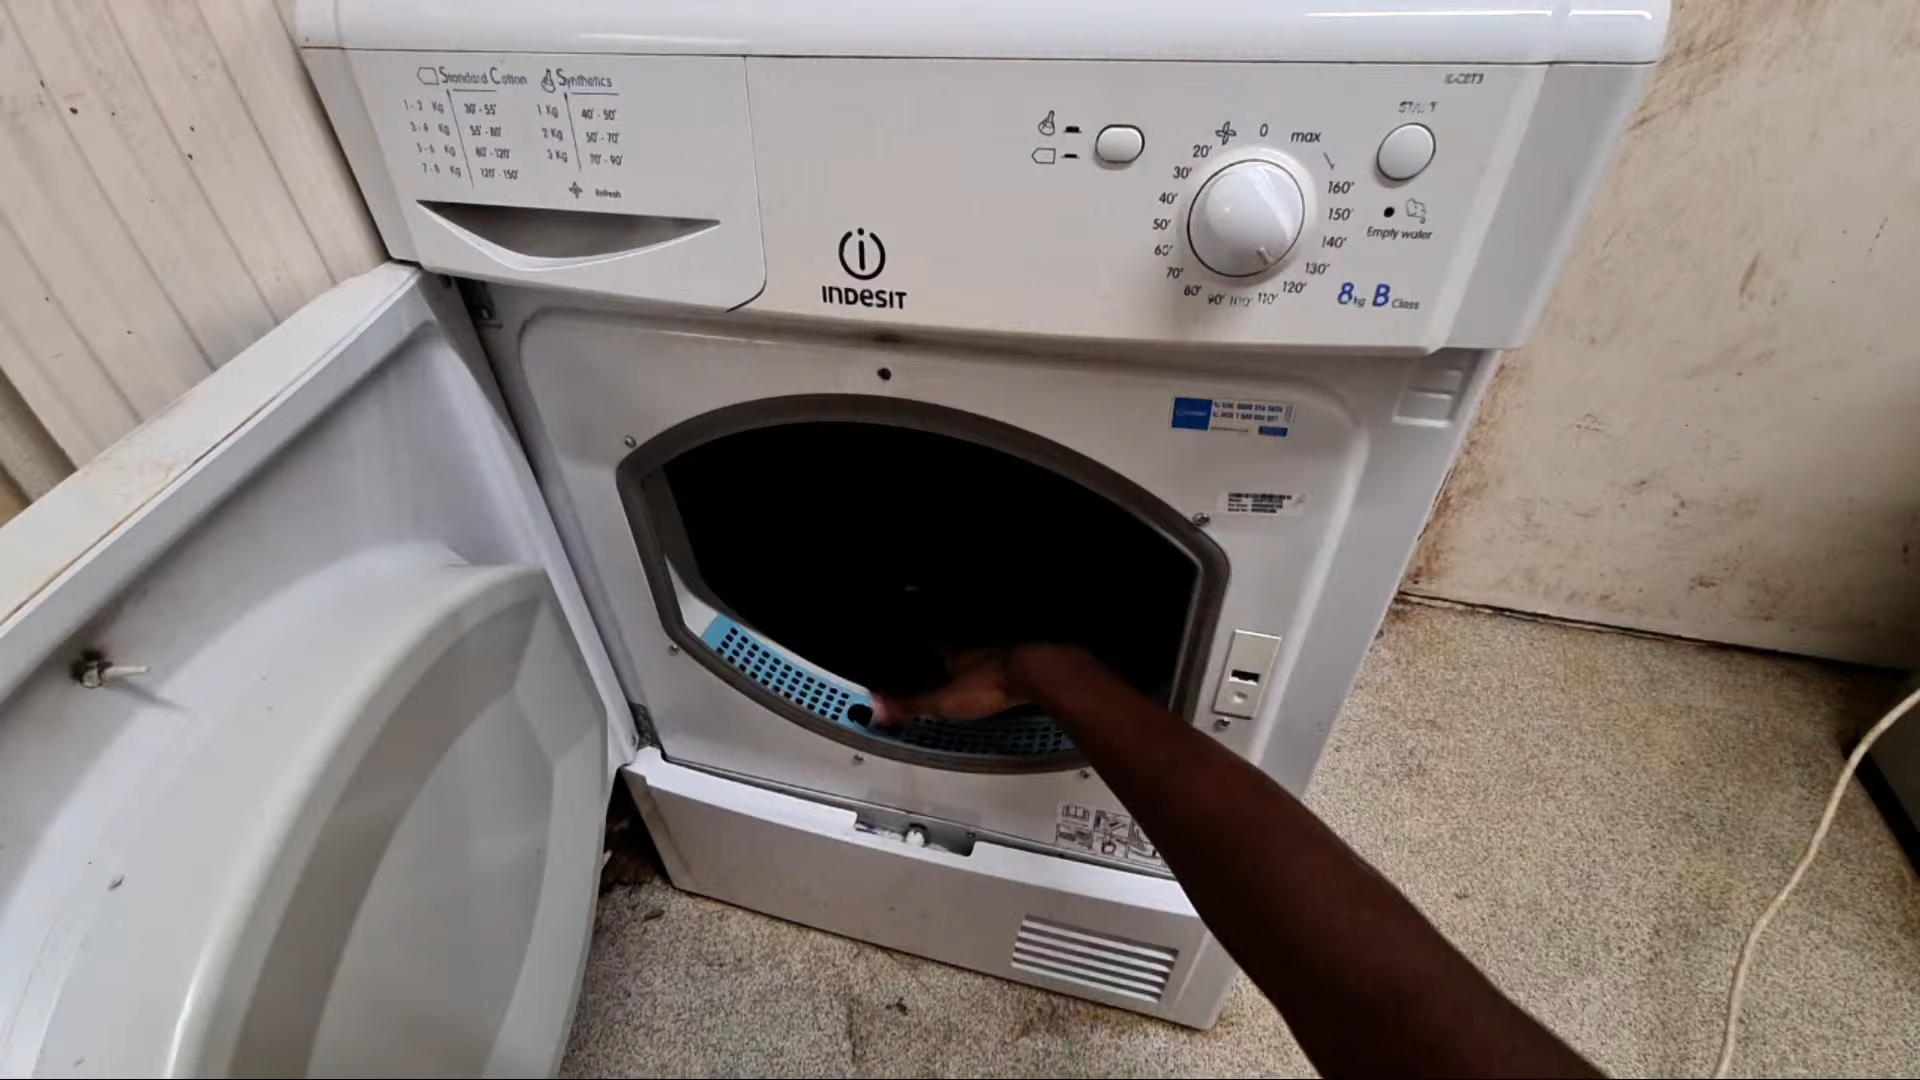 Standard Cotton
1 - 2 Kg 30' - 55'
3 - 4 Kg 55' - 80'
5 - 6 Kg 80' - 120'
7 - 8 Kg 120' - 150'
Synthetics
1 Kg 40' - 50'
2 Kg 50' - 70'
3 Kg 70' - 90'
Refresh
INDESIT
0
max
160'
150'
140'
130'
120'
110'
100'
90'
80'
70'
60'
50'
40'
30'
20'
START
Empty water
8kg B Class